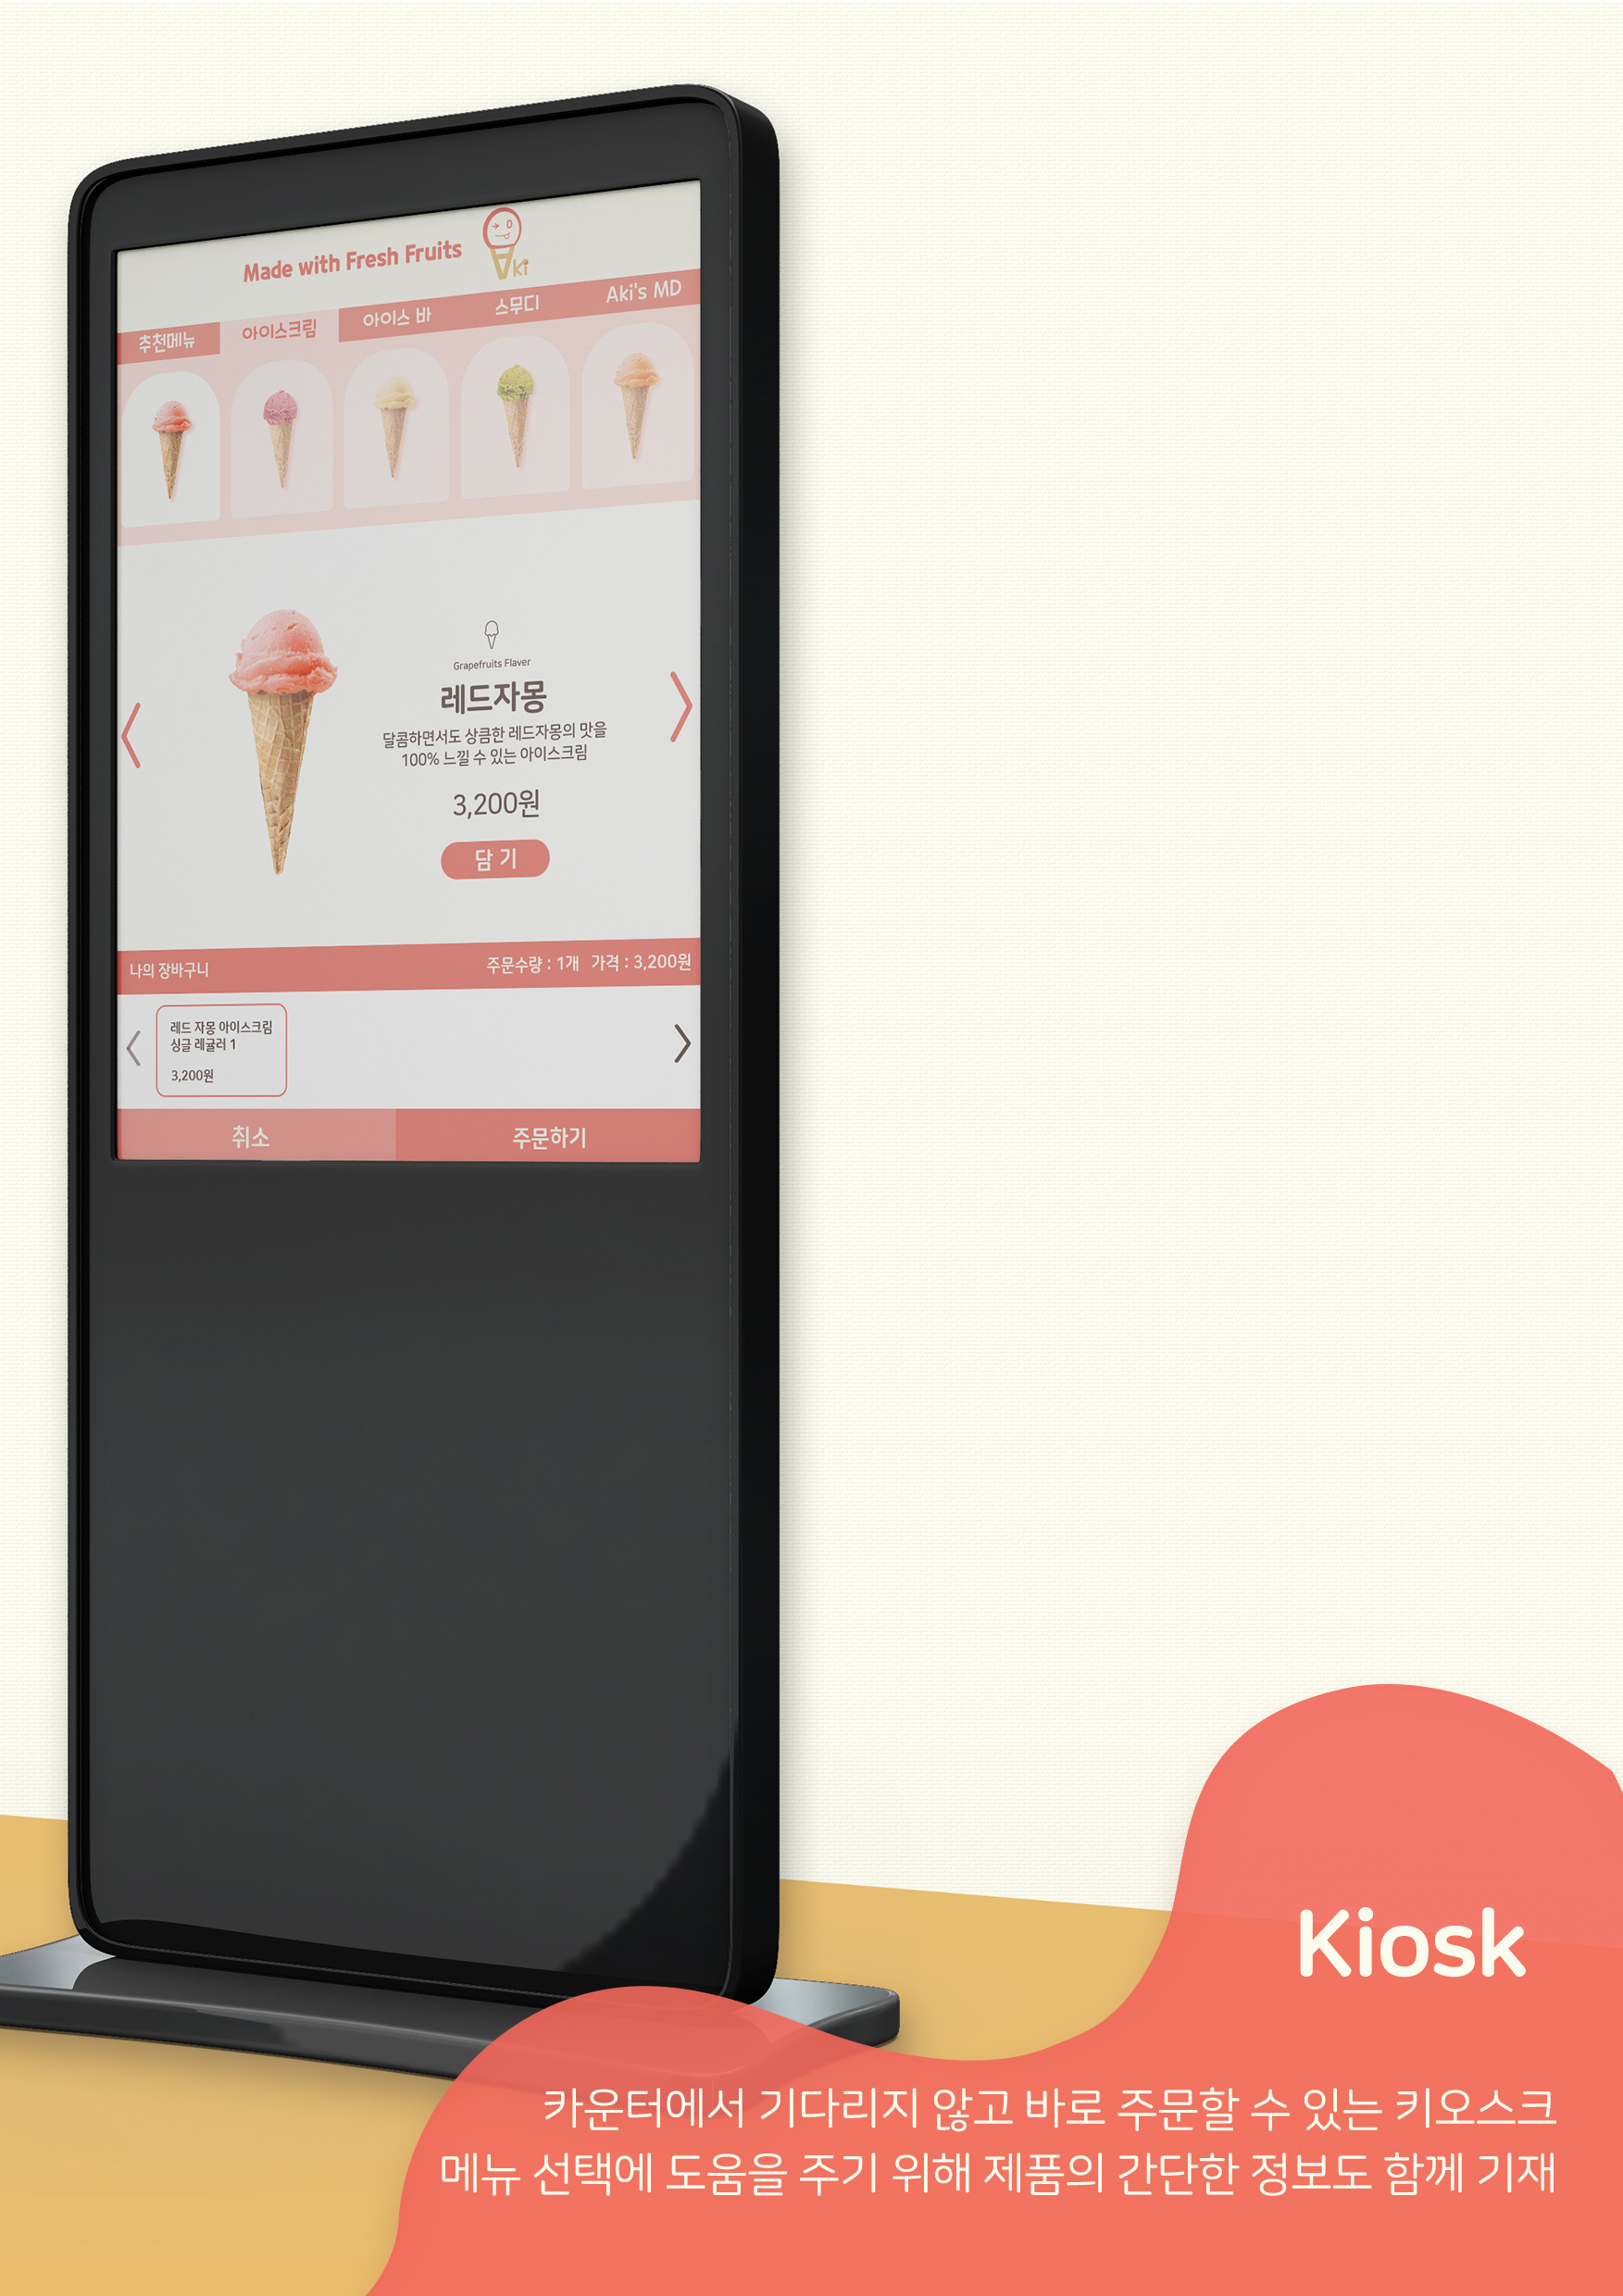 Made with Fresh Fruits
Aki
추천메뉴
아이스크림
아이스 바
스무디
Aki's MD
Grapefruits Flaver
레드자몽
달콤하면서도 상큼한 레드자몽의 맛을
100% 느낄 수 있는 아이스크림
3,200원
담 기
나의 장바구니
주문수량 : 1개 가격 : 3,200원
레드 자몽 아이스크림
싱글 레귤러 1
3,200원
취소
주문하기
Kiosk
카운터에서 기다리지 않고 바로 주문할 수 있는 키오스크
메뉴 선택에 도움을 주기 위해 제품의 간단한 정보도 함께 기재